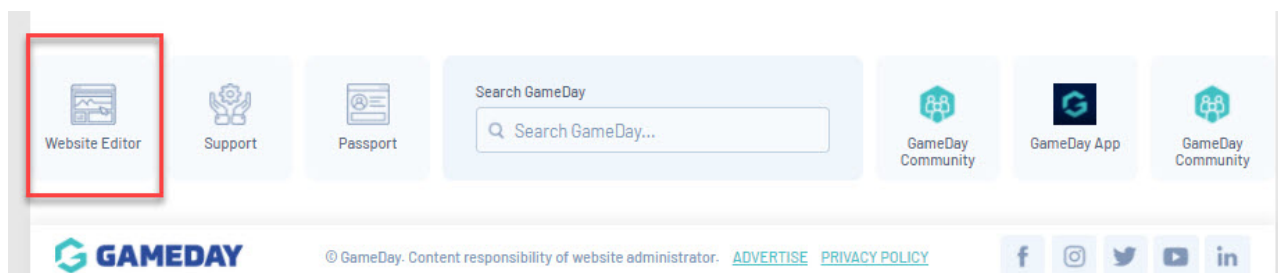 Website Editor
Support
Passport
Search GameDay
Search GameDay...
GameDay
Community
GameDay App
GameDay
Community
GAMEDAY
© GameDay. Content responsibility of website administrator. ADVERTISE PRIVACY POLICY